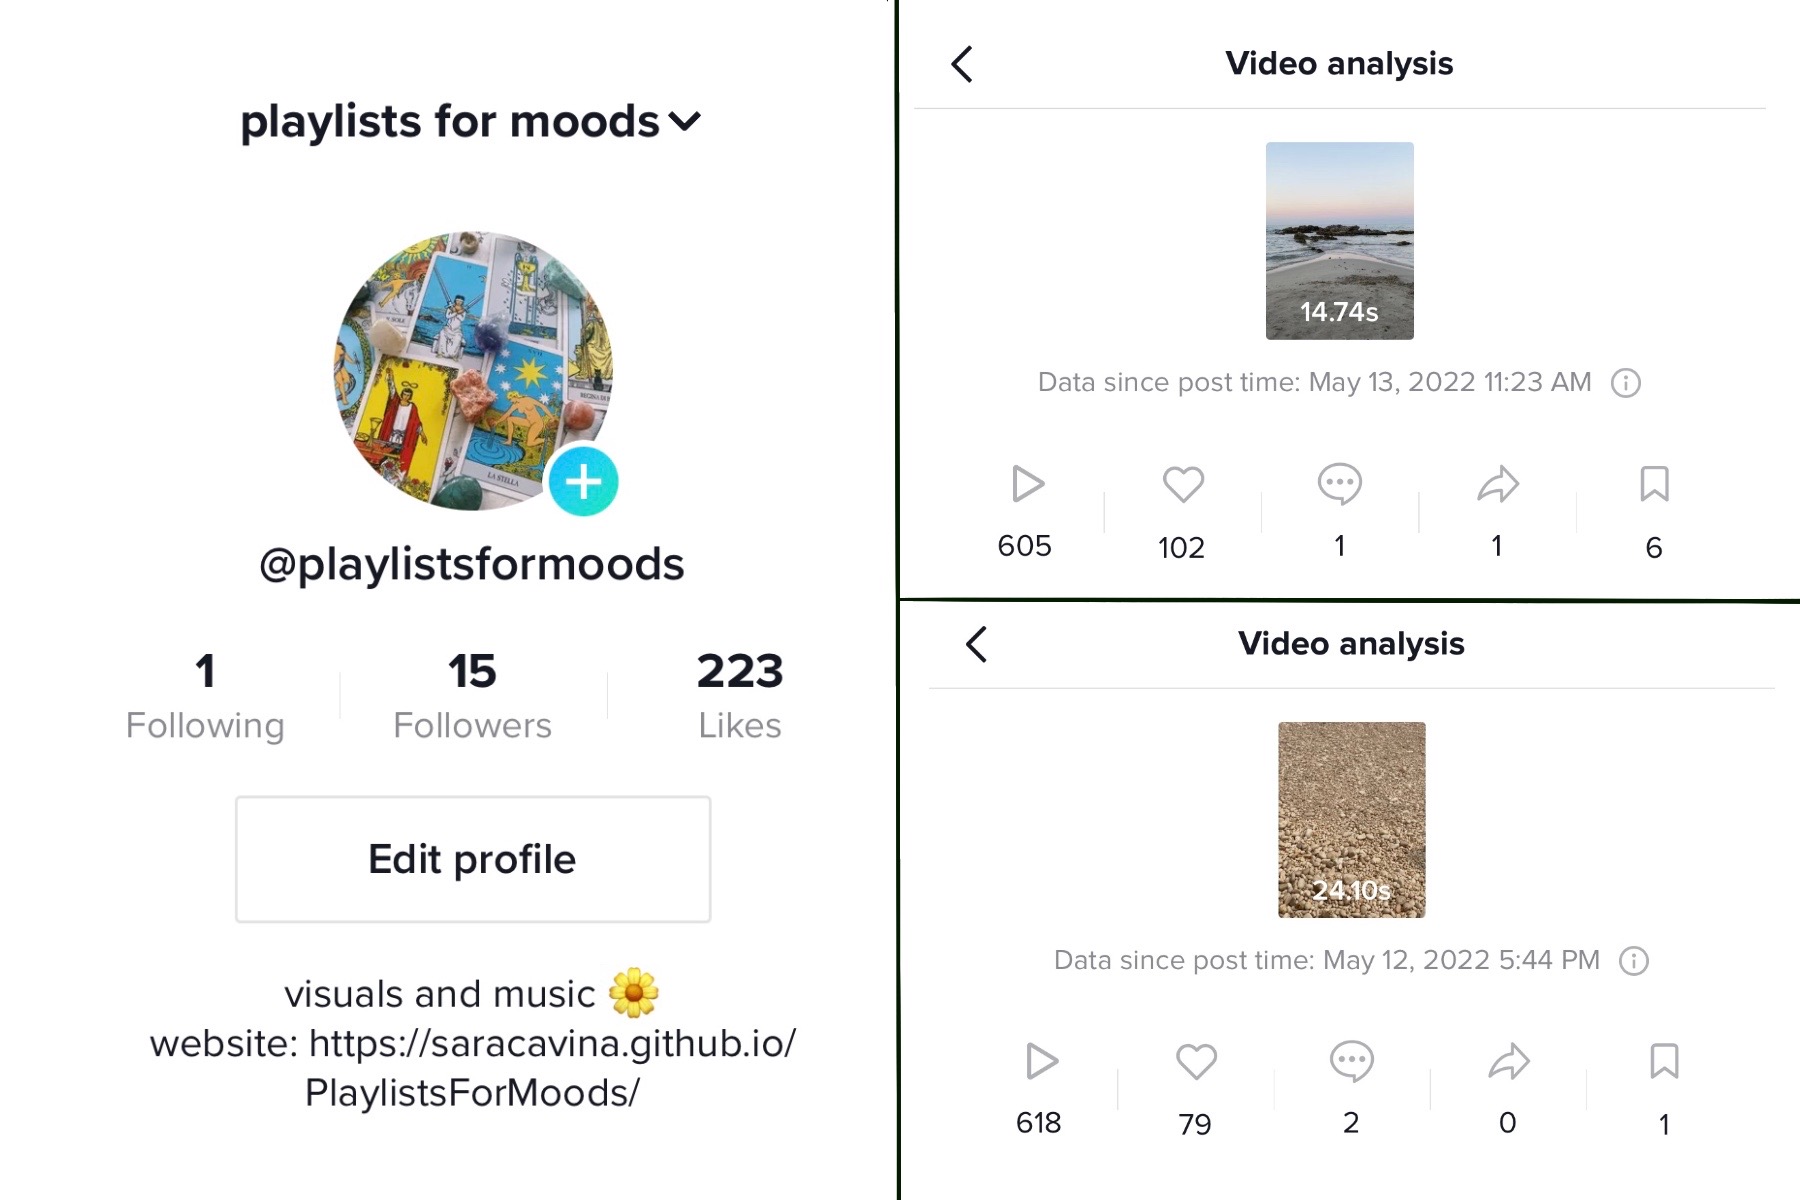 playlists for moods
LA STELLA
@playlistsformoods
1 15 223
Following Followers Likes
Edit profile
visuals and music
website: https://saracavina.github.io/
PlaylistsForMoods/
Video analysis
14.74s
Data since post time: May 13, 2022 11:23 AM
605 102 1 1 6
Video analysis
24.10s
Data since post time: May 12, 2022 5:44 PM
618 79 2 0 1